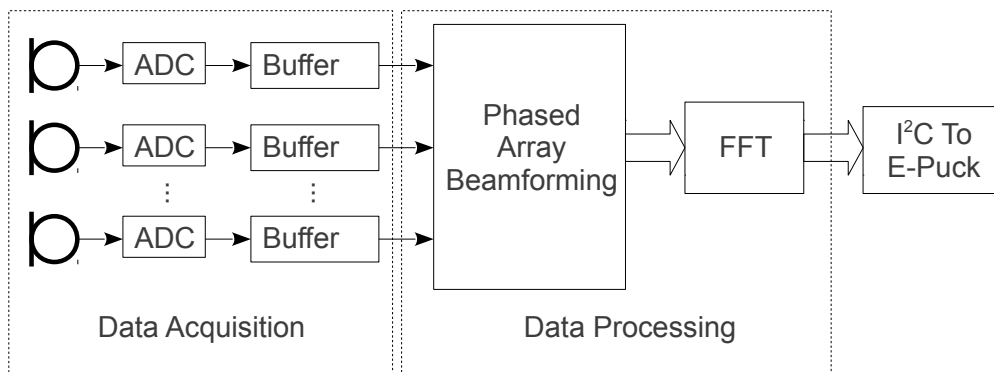 ADC
Buffer
ADC
Buffer
⋮
⋮
ADC
Buffer
Data Acquisition
Phased
Array
Beamforming
FFT
Data Processing
I²C To
E-Puck